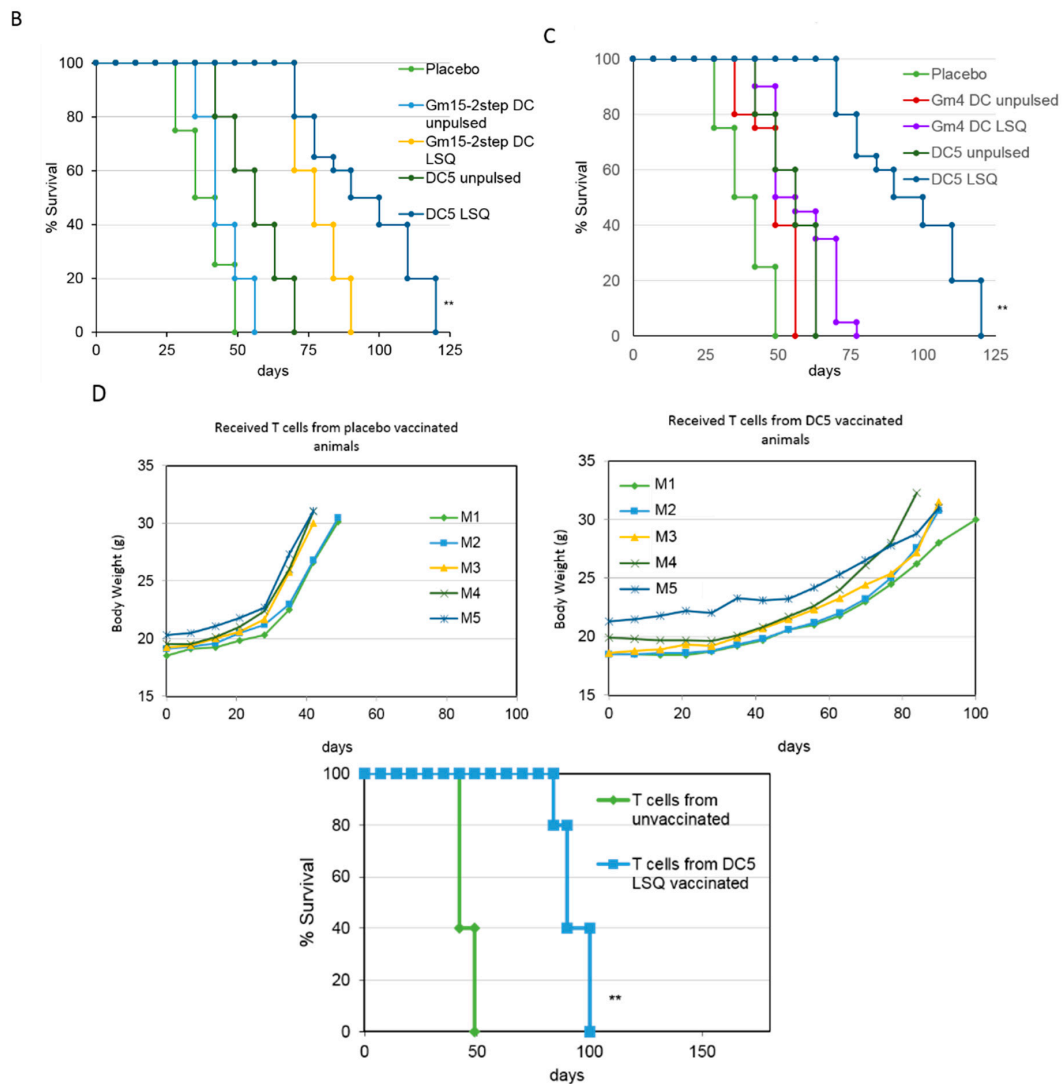 B
C
100
80
60
40
20
0
% Survival
0
25
50
75
100
125
days
Placebo
Gm15-2step DC
unpulsed
Gm15-2step DC
LSQ
DC5 unpulsed
DC5 LSQ
**
100
90
80
70
60
50
40
30
20
10
0
% Survival
0
25
50
75
100
125
days
Placebo
Gm4 DC unpulsed
Gm4 DC LSQ
DC5 unpulsed
DC5 LSQ
**
D
Received T cells from placebo vaccinated
animals
35
30
25
20
15
Body Weight (g)
0
20
40
60
80
100
days
M1
M2
M3
M4
M5
Received T cells from DC5 vaccinated
animals
35
30
25
20
15
Body Weight (g)
0
20
40
60
80
100
days
M1
M2
M3
M4
M5
100
80
60
40
20
0
% Survival
0
50
100
150
days
T cells from
unvaccinated
T cells from DC5
LSQ vaccinated
**